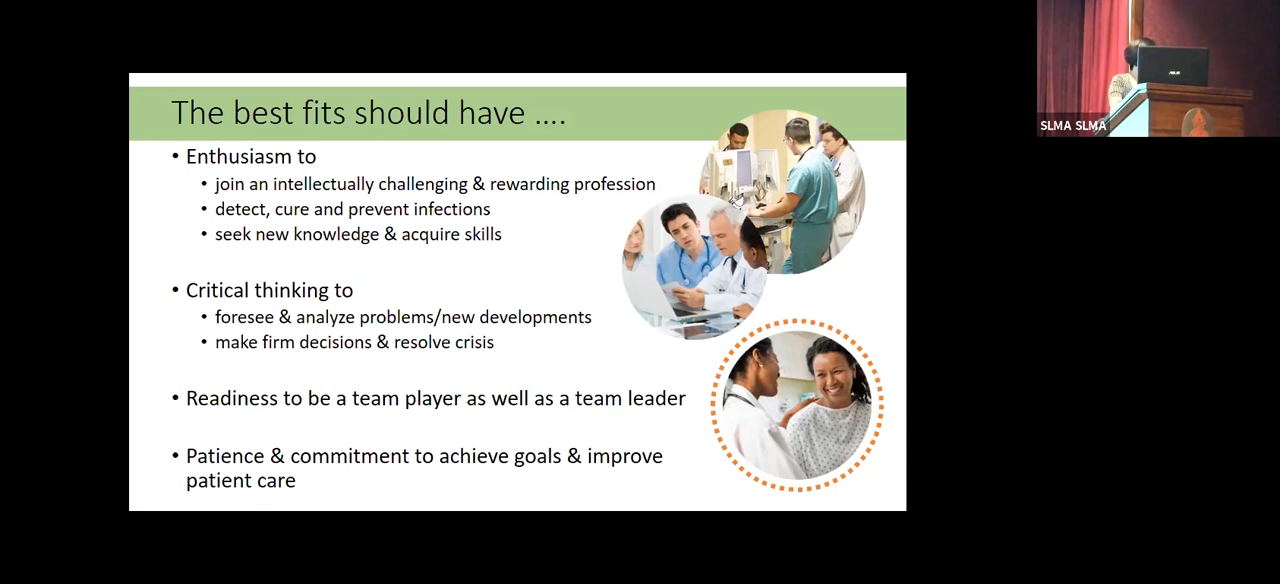 The best fits should have ....
• Enthusiasm to
• join an intellectually challenging & rewarding profession
• detect, cure and prevent infections
• seek new knowledge & acquire skills
• Critical thinking to
• foresee & analyze problems/new developments
• make firm decisions & resolve crisis
• Readiness to be a team player as well as a team leader
• Patience & commitment to achieve goals & improve
patient care
SLMA SLMA
ASUS